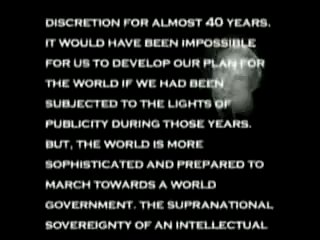 DISCRETION FOR ALMOST 40 YEARS.
IT WOULD HAVE BEEN IMPOSSIBLE
FOR US TO DEVELOP OUR PLAN FOR
THE WORLD IF WE HAD BEEN
SUBJECTED TO THE LIGHTS OF
PUBLICITY DURING THOSE YEARS.
BUT, THE WORLD IS MORE
SOPHISTICATED AND PREPARED TO
MARCH TOWARDS A WORLD
GOVERNMENT. THE SUPRANATIONAL
SOVEREIGNTY OF AN INTELLECTUAL